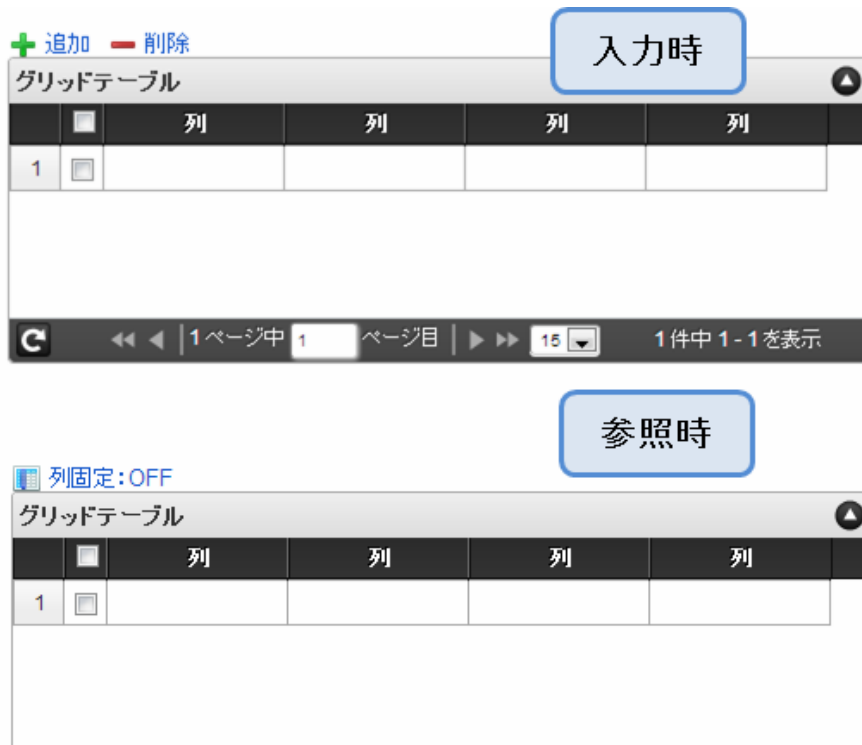 入力時
追加 削除
グリッドテーブル
列 列 列 列
1
1 ページ中 1 ページ目 15 1 件中 1 - 1 を表示
参照時
列固定:OFF
グリッドテーブル
列 列 列 列
1